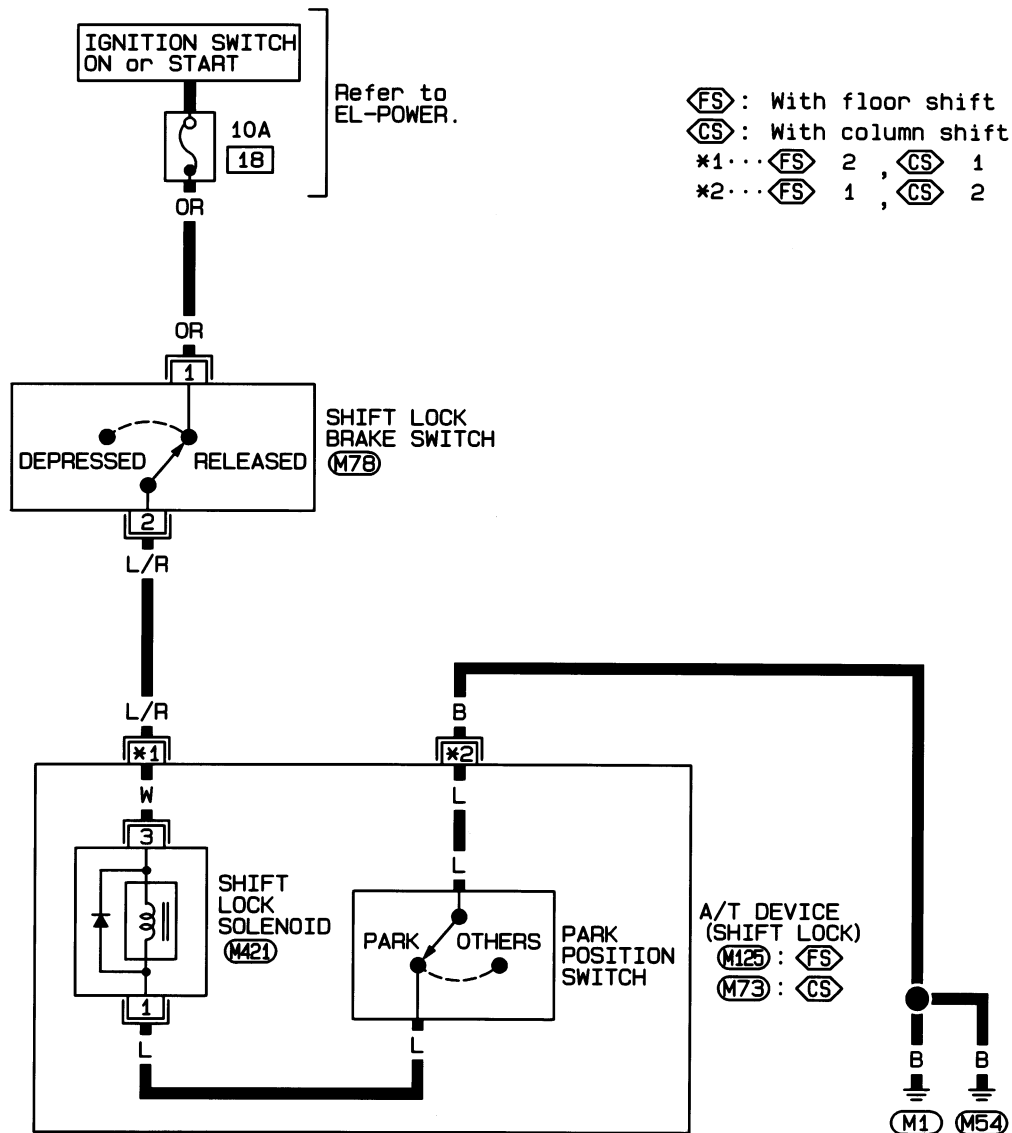 IGNITION SWITCH
ON or START
Refer to
EL-POWER.
10A
18
OR
FS : With floor shift
CS : With column shift
*1···FS 2 , CS 1
*2···FS 1 , CS 2
OR
1
DEPRESSED
RELEASED
SHIFT LOCK
BRAKE SWITCH
M78
2
L/R
L/R
B
*1
*2
W
L
3
L
SHIFT
LOCK
SOLENOID
M421
PARK
OTHERS
PARK
POSITION
SWITCH
A/T DEVICE
(SHIFT LOCK)
M125 : FS
M73 : CS
1
L
L
B
B
M1
M54